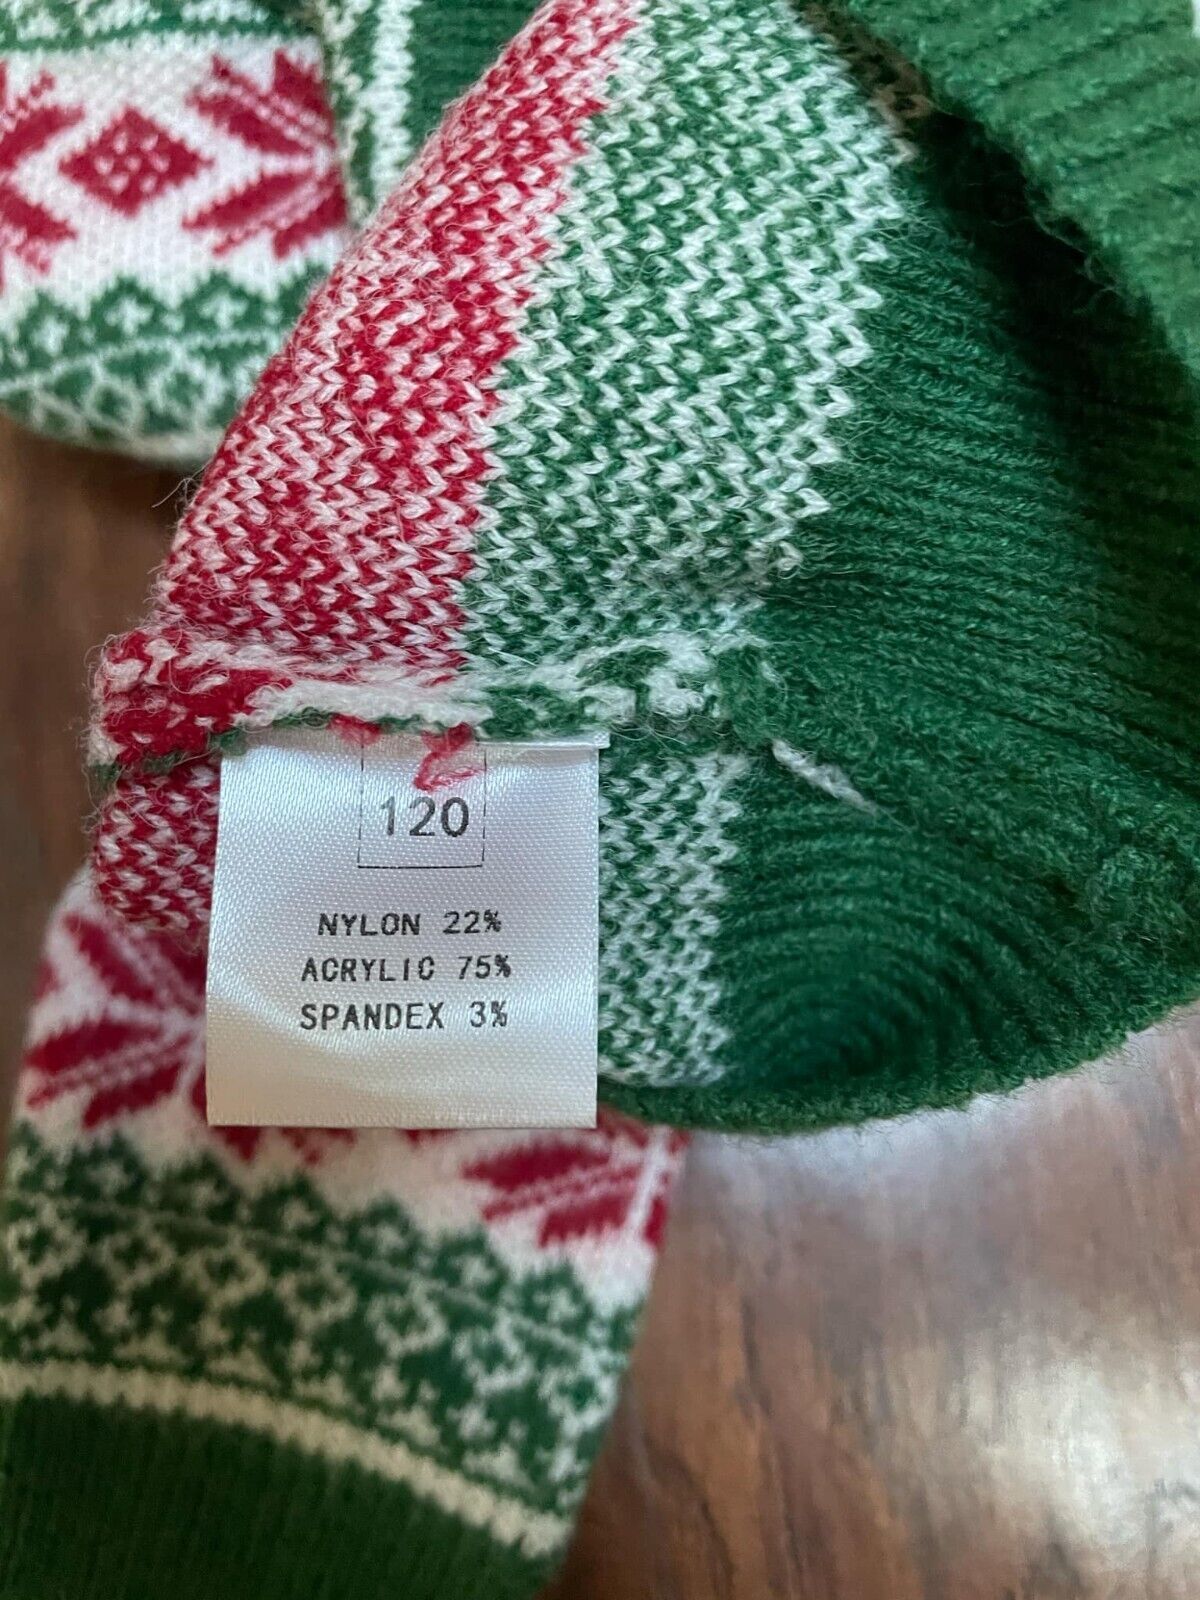 120
NYLON 22%
ACRYLIC 75%
SPANDEX 3%